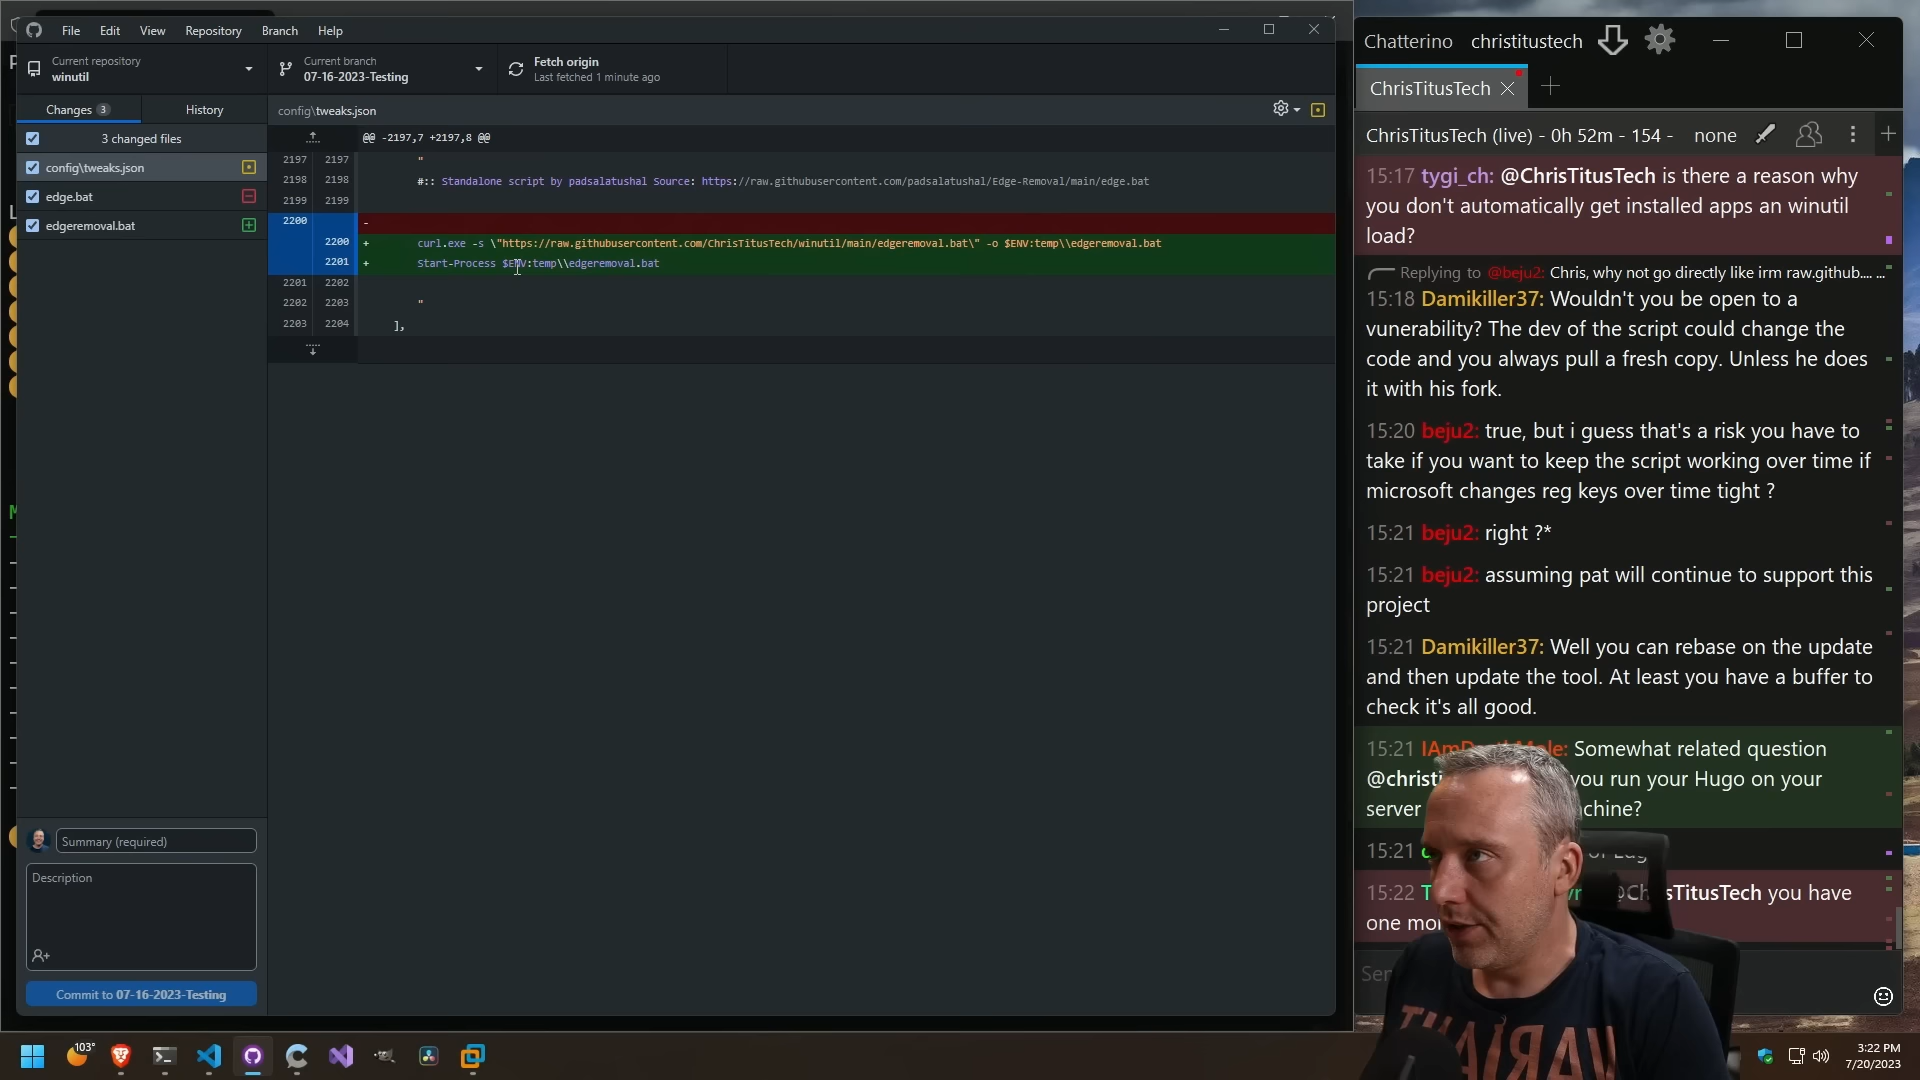 File Edit View Repository Branch Help
Current repository
winutil
Current branch
07-16-2023-Testing
Fetch origin
Last fetched 1 minute ago
Changes 3
History
config\tweaks.json
3 changed files
config\tweaks.json
edge.bat
edgeremoval.bat
@@ -2197,7 +2197,8 @@
2197 2197 "
2198 2198 #:: Standalone script by padsalatushal Source: https://raw.githubusercontent.com/padsalatushal/Edge-Removal/main/edge.bat
2199 2199
2200 -
2200 + curl.exe -s \"https://raw.githubusercontent.com/ChrisTitusTech/winutil/main/edgeremoval.bat\" -o $ENV:temp\\edgeremoval.bat
2201 + Start-Process $ENV:temp\\edgeremoval.bat
2201 2202
2202 2203 "
2203 2204 ],
Summary (required)
Description
Commit to 07-16-2023-Testing
Chatterino christitustech
ChrisTitusTech
ChrisTitusTech (live) - 0h 52m - 154 - none
15:17 tygi_ch: @ChrisTitusTech is there a reason why
you don't automatically get installed apps an winutil
load?
Replying to @beju2: Chris, why not go directly like irm raw.github.... ...
15:18 Damikiller37: Wouldn't you be open to a
vunerability? The dev of the script could change the
code and you always pull a fresh copy. Unless he does
it with his fork.
15:20 beju2: true, but i guess that's a risk you have to
take if you want to keep the script working over time if
microsoft changes reg keys over time tight ?
15:21 beju2: right ?*
15:21 beju2: assuming pat will continue to support this
project
15:21 Damikiller37: Well you can rebase on the update
and then update the tool. At least you have a buffer to
check it's all good.
15:21 Somewhat related question
you run your Hugo on your
server
15:21
15:22 @ChrisTitusTech you have
one
103°
3:22 PM
7/20/2023